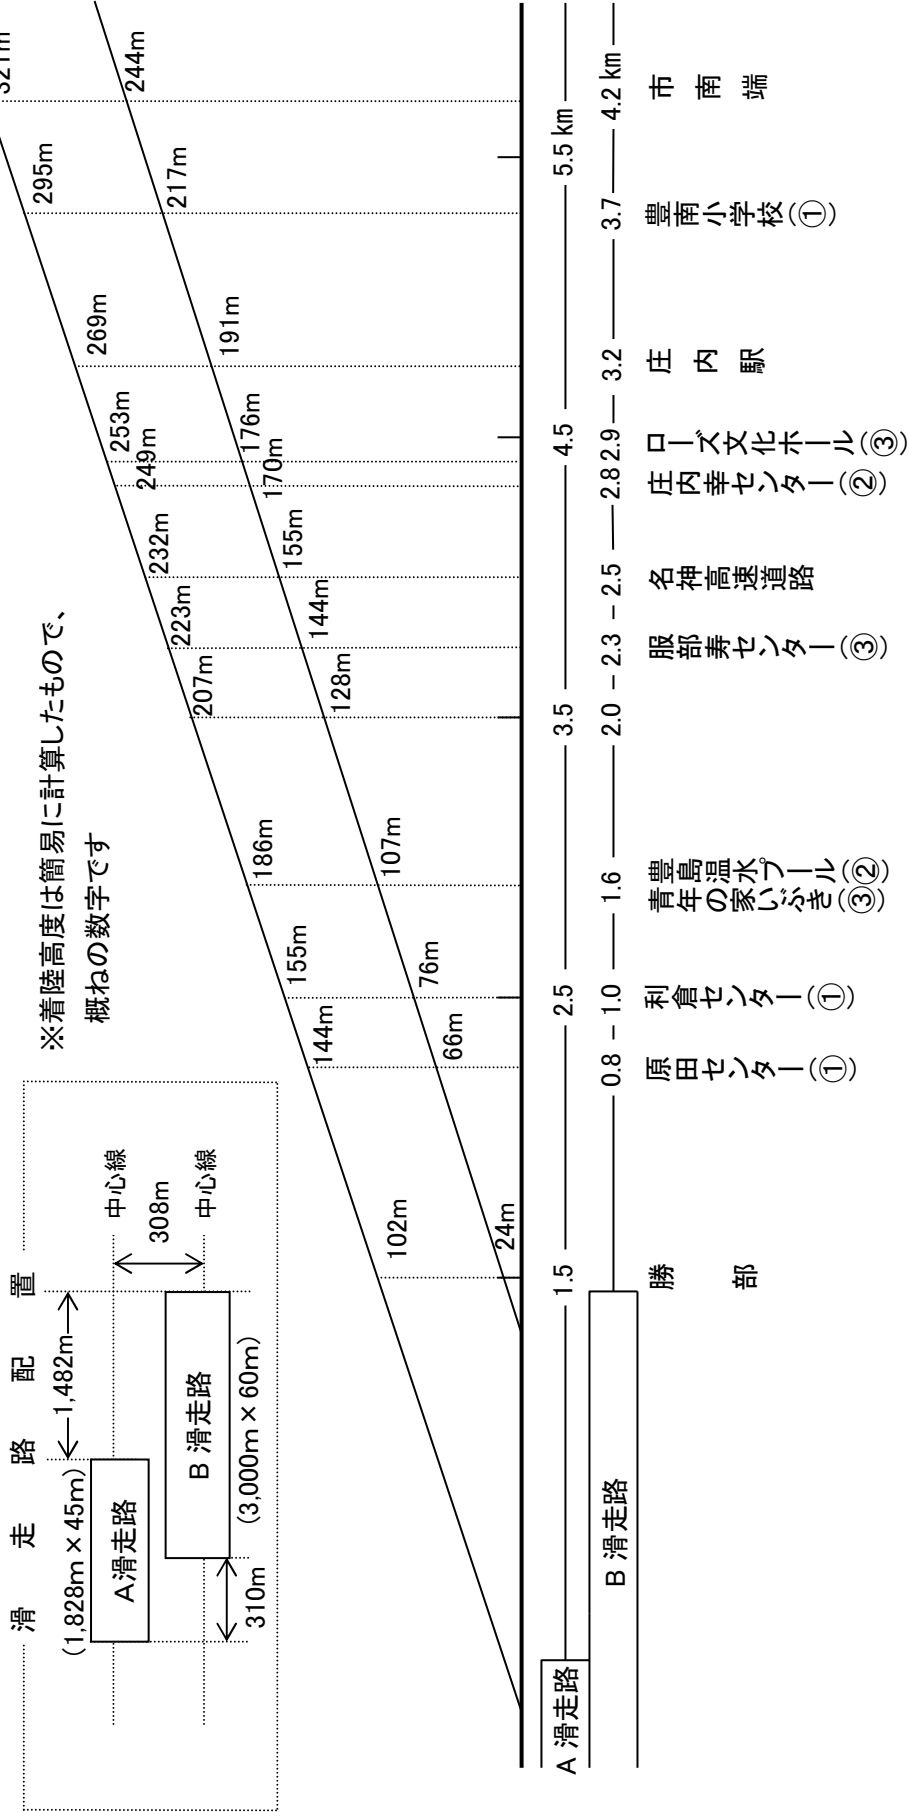 滑走路配置
1,482m
(1,828m×45m)
A滑走路
中心線
308m
B滑走路
中心線
(3,000m×60m)
310m
※着陸高度は簡易に計算したもので、
概ねの数字です
102m
144m
155m
186m
207m
223m
232m
249m
253m
269m
295m
321m
24m
66m
76m
107m
128m
144m
155m
170m
176m
191m
217m
244m
A滑走路
1.5
2.5
3.5
4.5
5.5 km
B滑走路
0.8
1.0
1.6
2.0
2.3
2.5
2.8
2.9
3.2
3.7
4.2 km
勝部
原田センター(①)
利倉センター(①)
豊島温水プール(②)
青年の家いぶき(③)
服部寿センター(③)
名神高速道路
庄内幸センター(②)
ローズ文化ホール(③)
庄内駅
豊南小学校(①)
市南端